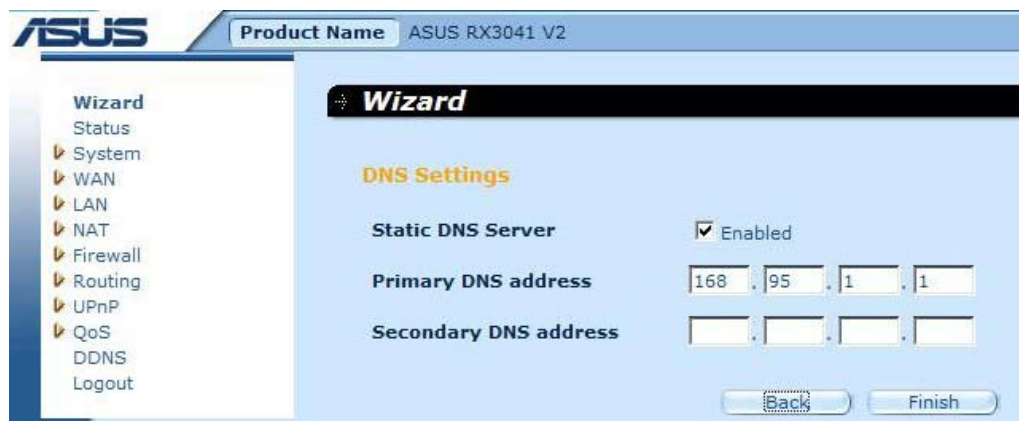 ASUS
Product Name ASUS RX3041 V2
Wizard
Status
System
WAN
LAN
NAT
Firewall
Routing
UPnP
QoS
DDNS
Logout
Wizard
DNS Settings
Static DNS Server Enabled
Primary DNS address 168 . 95 . 1 . 1
Secondary DNS address . . .
Back Finish